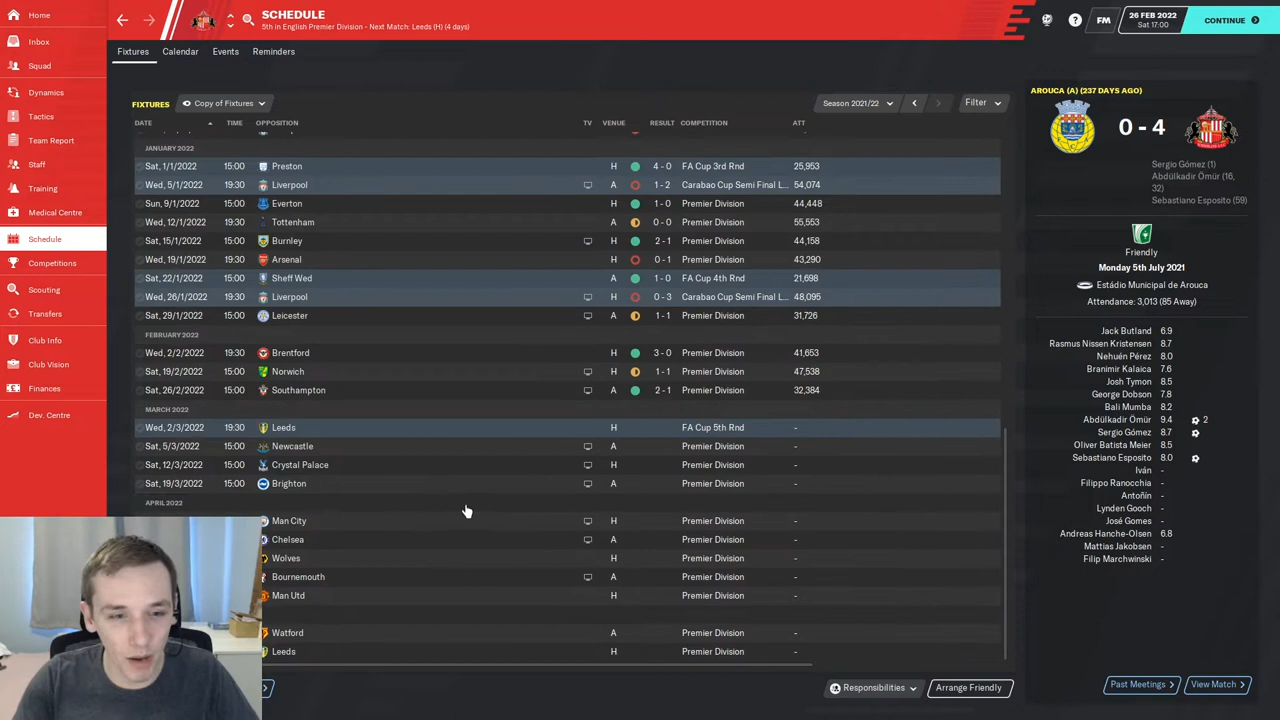 Home
SCHEDULE
5th in English Premier Division - Next Match: Leeds (H) (4 days)
?
FM
26 FEB 2022
Sat 17:00
CONTINUE
Inbox
Squad
Dynamics
Tactics
Team Report
Staff
Training
Medical Centre
Schedule
Competitions
Scouting
Transfers
Club Info
Club Vision
Finances
Dev. Centre
Fixtures Calendar Events Reminders
FIXTURES Copy of Fixtures Season 2021/22 Filter
DATE TIME OPPOSITION TV VENUE RESULT COMPETITION ATT
JANUARY 2022
Sat, 1/1/2022 15:00 Preston H 4 - 0 FA Cup 3rd Rnd 25,953
Wed, 5/1/2022 19:30 Liverpool A 1 - 2 Carabao Cup Semi Final L... 54,074
Sun, 9/1/2022 15:00 Everton H 1 - 0 Premier Division 44,448
Wed, 12/1/2022 19:30 Tottenham A 0 - 0 Premier Division 55,553
Sat, 15/1/2022 15:00 Burnley H 2 - 1 Premier Division 44,158
Wed, 19/1/2022 15:00 Arsenal H 0 - 1 Premier Division 43,290
Sat, 22/1/2022 15:00 Sheff Wed A 1 - 0 FA Cup 4th Rnd 21,698
Wed, 26/1/2022 19:30 Liverpool H 0 - 3 Carabao Cup Semi Final L... 48,095
Sat, 29/1/2022 15:00 Leicester A 1 - 1 Premier Division 31,726
FEBRUARY 2022
Wed, 2/2/2022 19:30 Brentford H 3 - 0 Premier Division 41,653
Sat, 19/2/2022 15:00 Norwich H 1 - 1 Premier Division 47,538
Sat, 26/2/2022 15:00 Southampton A 2 - 1 Premier Division 32,384
MARCH 2022
Wed, 2/3/2022 19:30 Leeds H FA Cup 5th Rnd -
Sat, 5/3/2022 15:00 Newcastle A Premier Division -
Sat, 12/3/2022 15:00 Crystal Palace H Premier Division -
Sat, 19/3/2022 15:00 Brighton A Premier Division -
APRIL 2022
Man City H Premier Division -
Chelsea A Premier Division -
Wolves H Premier Division -
Bournemouth A Premier Division -
Man Utd H Premier Division -
Watford A Premier Division -
Leeds H Premier Division -
Responsibilities
Arrange Friendly
AROUCA (A) (237 DAYS AGO)
0 - 4
Sergio Gómez (1)
Abdülkadir Ömür (16,
32)
Sebastiano Esposito (59)
Friendly
Monday 5th July 2021
Estádio Municipal de Arouca
Attendance: 3,013 (85 Away)
Jack Butland 6.9
Rasmus Nissen Kristensen 8.7
Nehuén Pérez 8.0
Branimir Kalaica 7.6
Josh Tymon 8.5
George Dobson 7.8
Bali Mumba 8.2
Abdülkadir Ömür 9.4 2
Sergio Gómez 8.7
Oliver Batista Meier 8.5
Sebastiano Esposito 8.0
Iván -
Filippo Ranocchia -
Antoñín -
Lynden Gooch -
José Gomes -
Andreas Hanche-Olsen 6.8
Mattias Jakobsen -
Filip Marchwinski -
Past Meetings
View Match